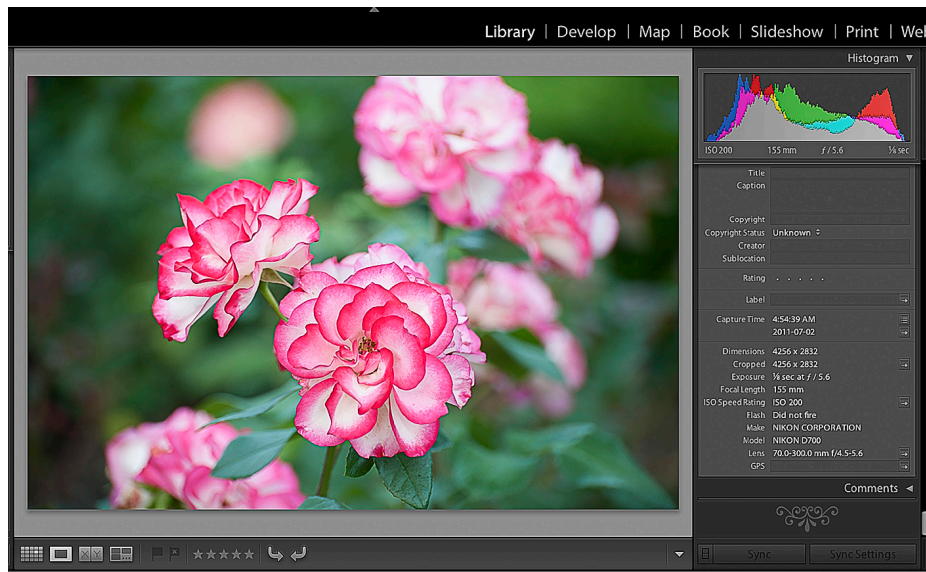 Library | Develop | Map | Book | Slideshow | Print | We
Histogram
ISO 200 155 mm f / 5.6 ⅛ sec
Title
Caption
Copyright
Copyright Status Unknown
Creator
Sublocation
Rating
Label
Capture Time 4:54:39 AM
2011-07-02
Dimensions 4256 x 2832
Cropped 4256 x 2832
Exposure ⅛ sec at f / 5.6
Focal Length 155 mm
ISO Speed Rating ISO 200
Flash Did not fire
Make NIKON CORPORATION
Model NIKON D700
Lens 70.0-300.0 mm f/4.5-5.6
GPS
Comments
X Y
Sync Sync Settings